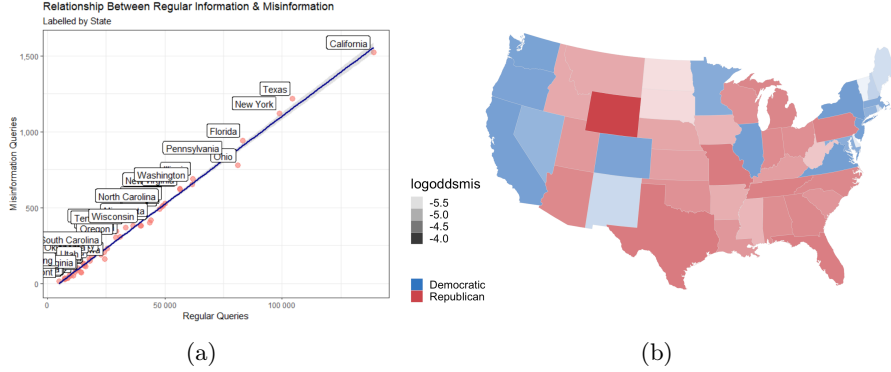 Relationship Between Regular Information & Misinformation
Labelled by State
California
Texas
New York
Florida
Pennsylvania
Ohio
Washington
North Carolina
Wisconsin
Oregon
South Carolina
Utah
1,500
1,000
500
0
Misinformation Queries
0
50 000
100 000
Regular Queries
(a)
logoddsmis
-5.5
-5.0
-4.5
-4.0
Democratic
Republican
(b)